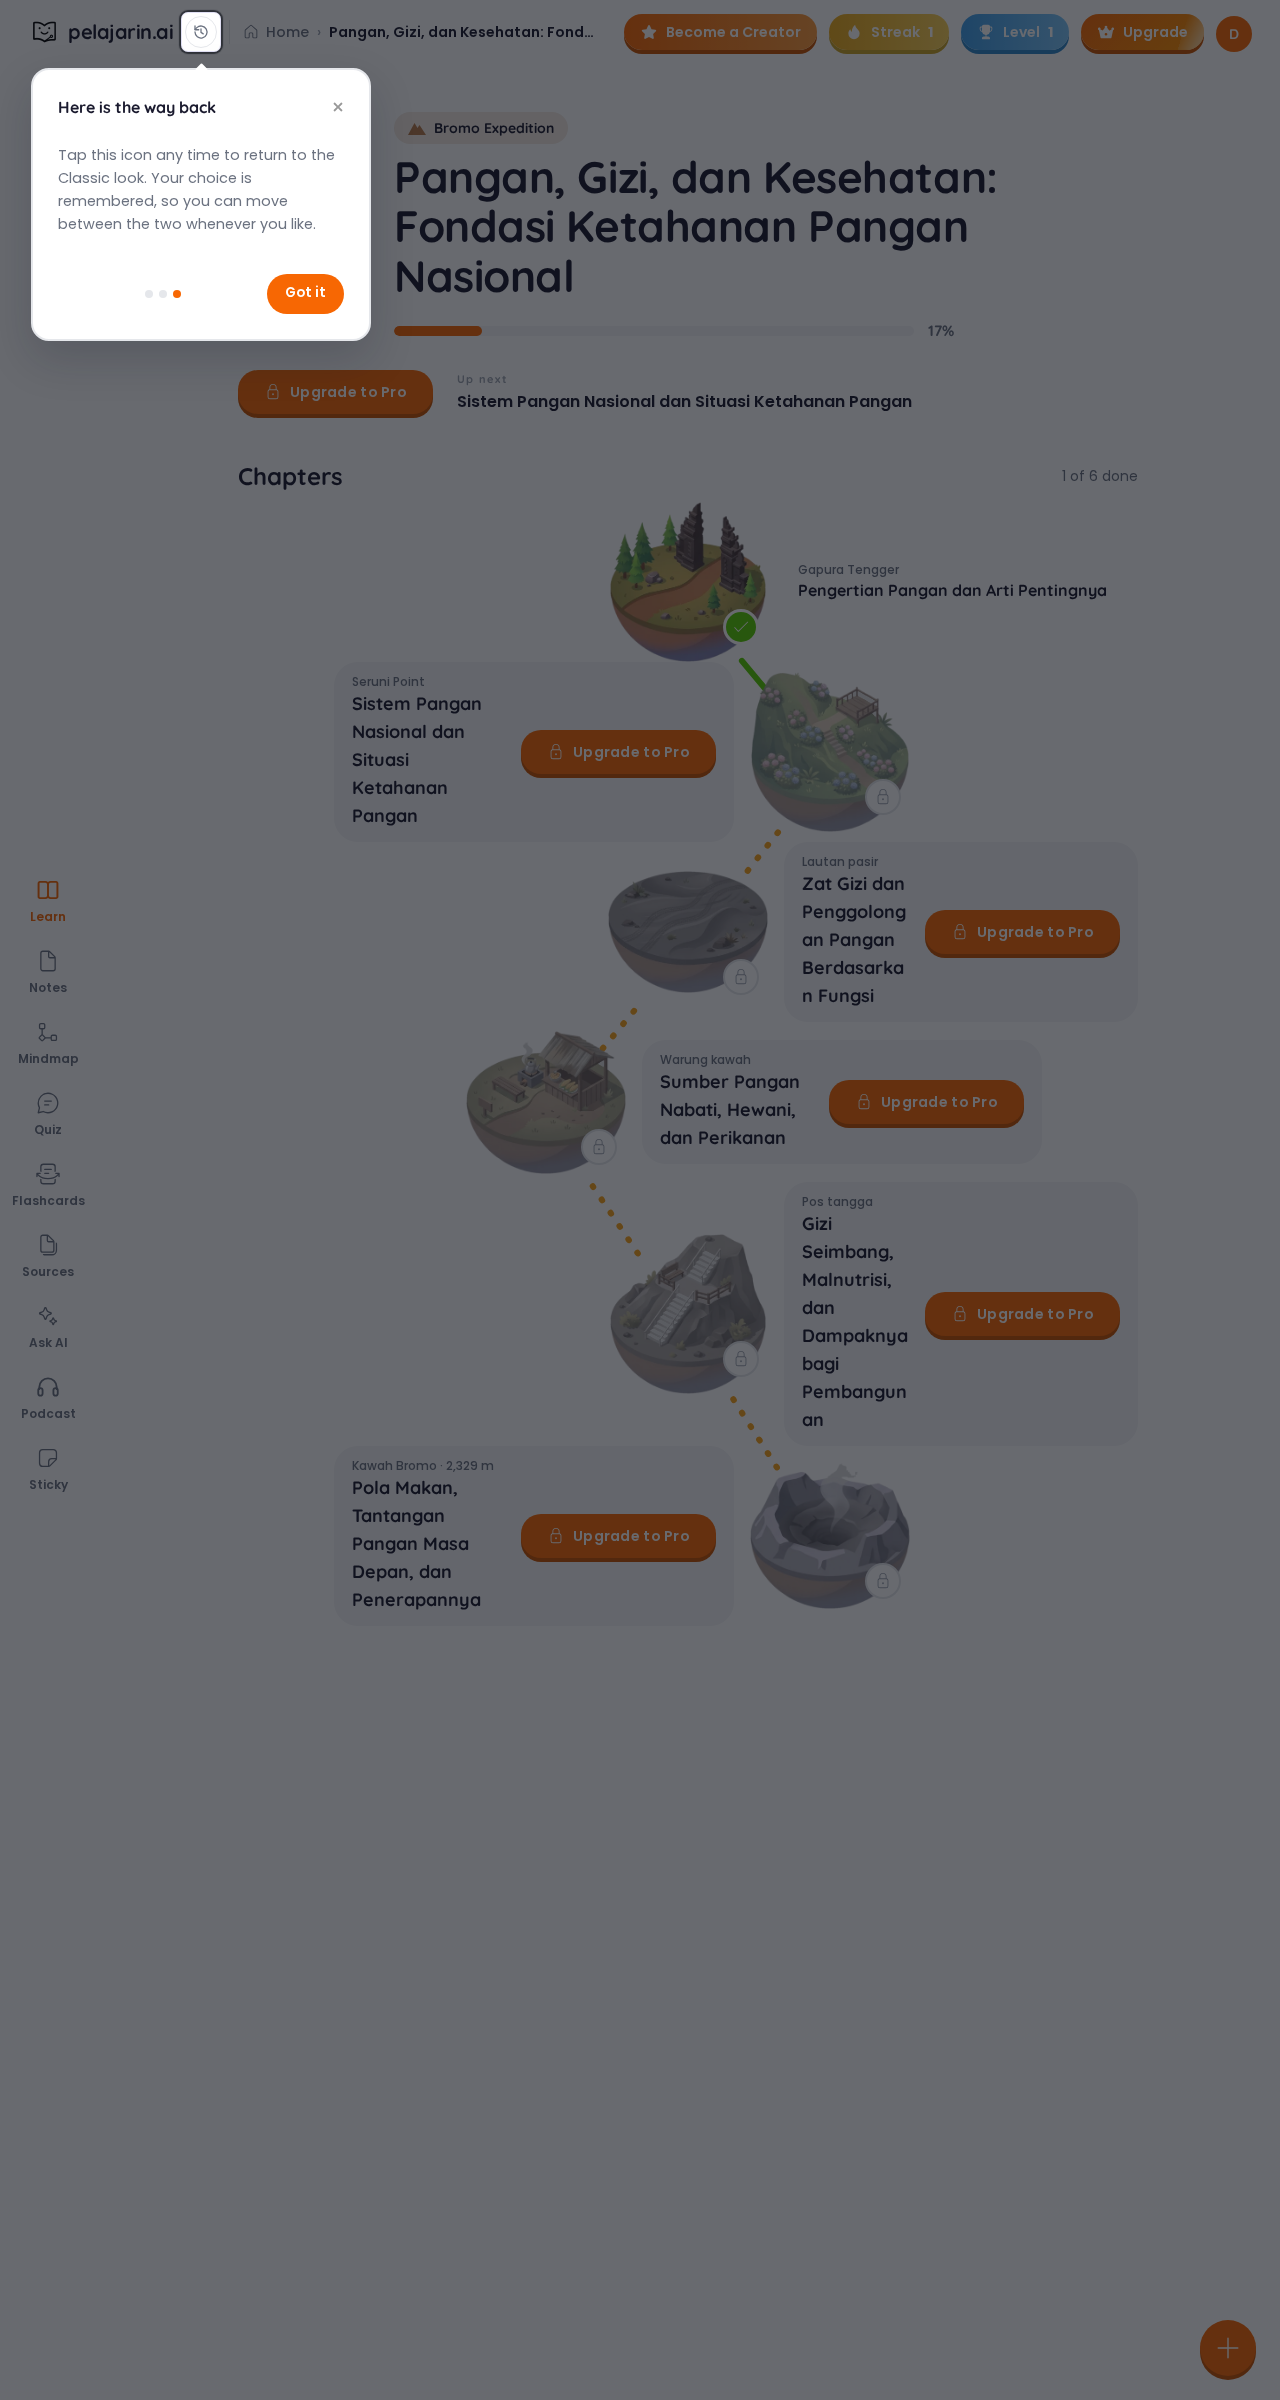 pelajarin.ai
Home › Pangan, Gizi, dan Kesehatan: Fond...
Become a Creator
Streak 1
Level 1
Upgrade
D
Here is the way back
×
Tap this icon any time to return to the
Classic look. Your choice is
remembered, so you can move
between the two whenever you like.
Got it
Bromo Expedition
Pangan, Gizi, dan Kesehatan:
Fondasi Ketahanan Pangan
Nasional
17%
Upgrade to Pro
Up next
Sistem Pangan Nasional dan Situasi Ketahanan Pangan
Chapters
1 of 6 done
Gapura Tengger
Pengertian Pangan dan Arti Pentingnya
Seruni Point
Sistem Pangan
Nasional dan
Situasi
Ketahanan
Pangan
Upgrade to Pro
Lautan pasir
Zat Gizi dan
Penggolong
an Pangan
Berdasarka
n Fungsi
Upgrade to Pro
Warung kawah
Sumber Pangan
Nabati, Hewani,
dan Perikanan
Upgrade to Pro
Pos tangga
Gizi
Seimbang,
Malnutrisi,
dan
Dampaknya
bagi
Pembangun
an
Upgrade to Pro
Kawah Bromo · 2,329 m
Pola Makan,
Tantangan
Pangan Masa
Depan, dan
Penerapannya
Upgrade to Pro
Learn
Notes
Mindmap
Quiz
Flashcards
Sources
Ask AI
Podcast
Sticky